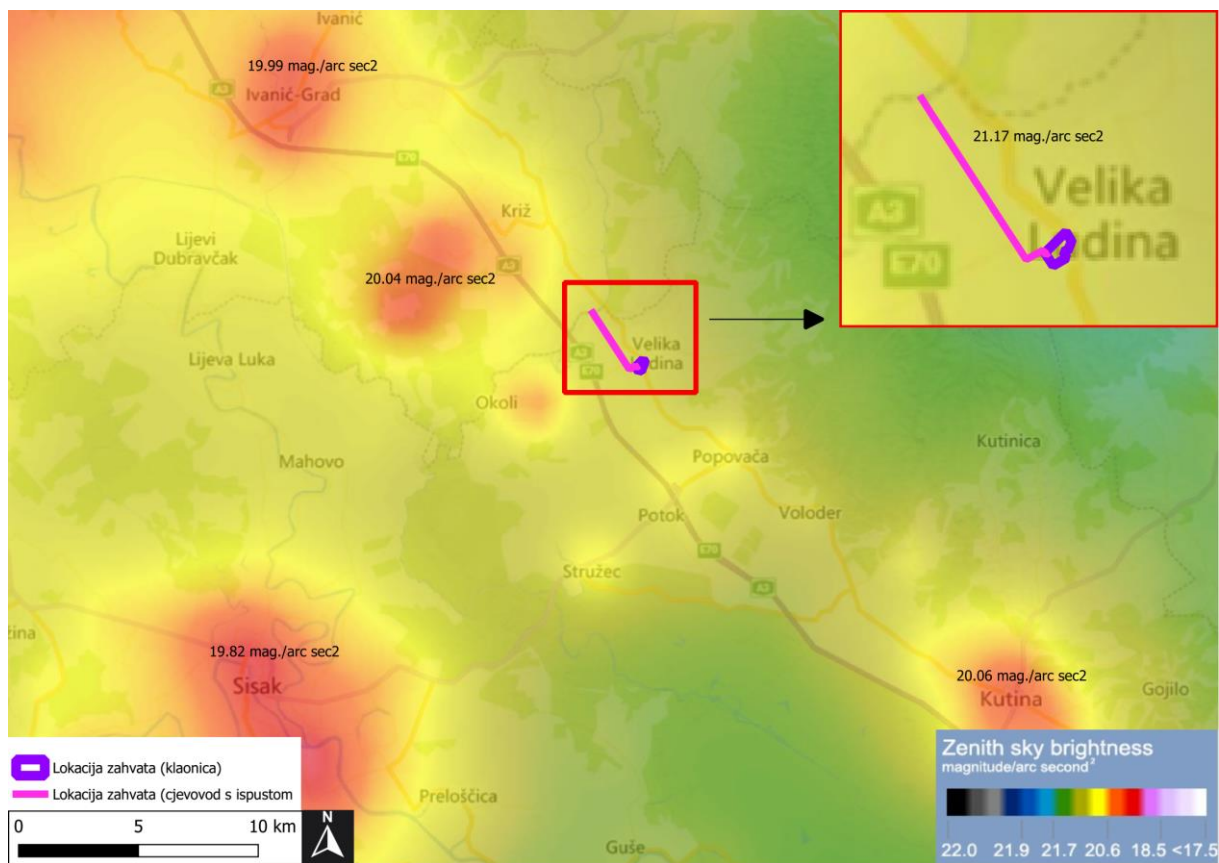 Ivanić
19.99 mag./arc sec2
A3
Ivanić-Grad
E70
Križ
A3
Lijevi
Dubravčak
20.04 mag./arc sec2
Lijeva Luka
A3
E70
Velika
Ludina
Okoli
Mahovo
Popovača
Kutinica
Potok
Voloder
E70
Stružec
A3
žina
19.82 mag./arc sec2
Sisak
20.06 mag./arc sec2
Kutina
Gojilo
Preloščica
Guše
21.17 mag./arc sec2
Velika
Ludina
A3
E70
Lokacija zahvata (klaonica)
Lokacija zahvata (cjevovod s ispustom
0 5 10 km
N
Zenith sky brightness
magnitude/arc second²
22.0 21.9 21.7 20.6 18.5 <17.5